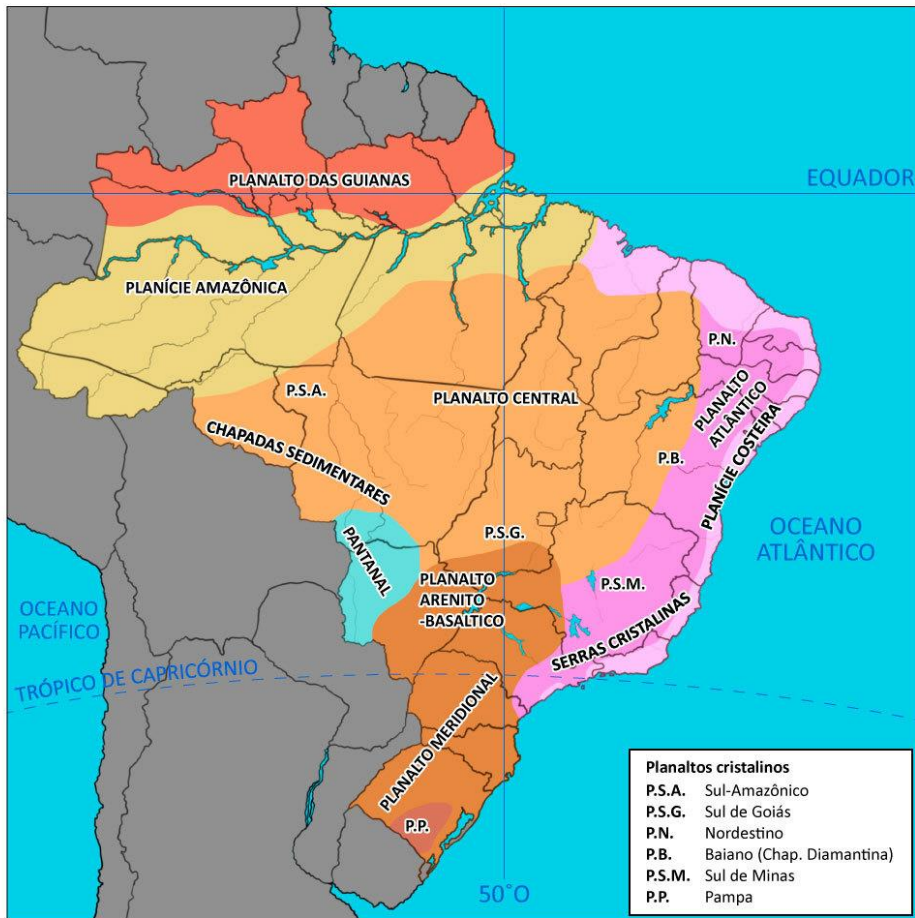 PLANALTO DAS GUIANAS
EQUADOR
PLANÍCIE AMAZÔNICA
P.N.
P.S.A.
PLANALTO CENTRAL
PLANALTO
ATLÂNTICO
PLANÍCIE COSTEIRA
CHAPADAS SEDIMENTARES
P.B.
P.S.G.
OCEANO
ATLÂNTICO
PANTANAL
PLANALTO
ARENITO
-BASALTICO
P.S.M.
OCEANO
PACÍFICO
SERRAS CRISTALINAS
TRÓPICO DE CAPRICÓRNIO
PLANALTO MERIDIONAL
P.P.
50°O
Planaltos cristalinos
P.S.A. Sul-Amazônico
P.S.G. Sul de Goiás
P.N. Nordestino
P.B. Baiano (Chap. Diamantina)
P.S.M. Sul de Minas
P.P. Pampa